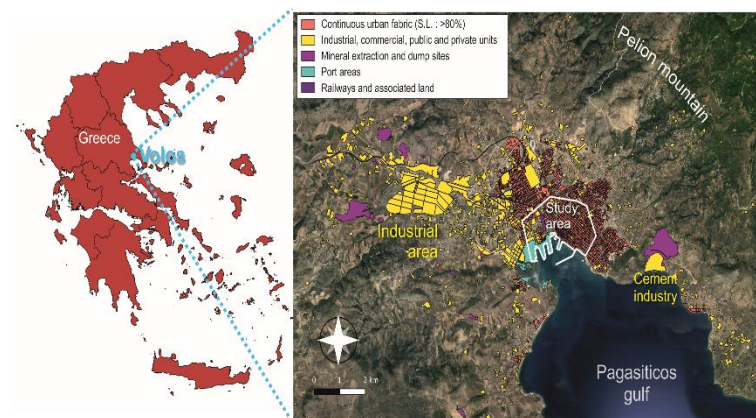 Greece
Volos
Continuous urban fabric (S.L. : >80%)
Industrial, commercial, public and private units
Mineral extraction and dump sites
Port areas
Railways and associated land
Pelion mountain
Study
area
Industrial
area
Cement
industry
Pagasiticos
gulf
0 1 2 km